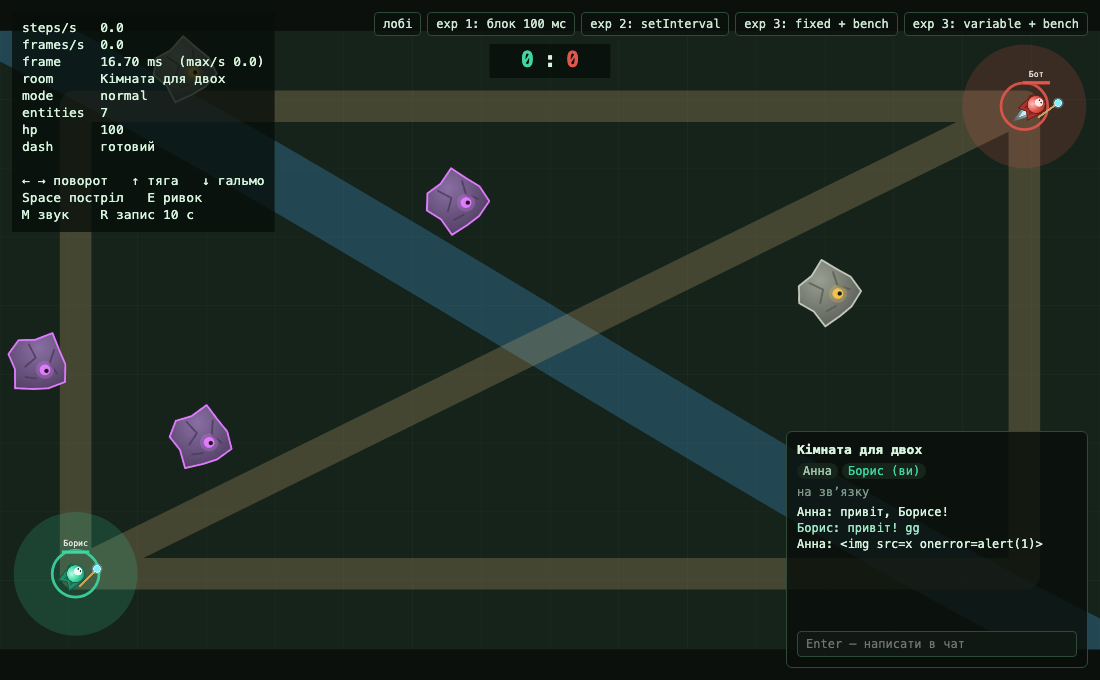 steps/s 0.0
frames/s 0.0
frame 16.70 ms (max/s 0.0)
room Кімната для двох
mode normal
entities 7
hp 100
dash готовий
← → поворот ↑ тяга ↓ гальмо
Space постріл E ривок
M звук R запис 10 с
лобі
exp 1: блок 100 мс
exp 2: setInterval
exp 3: fixed + bench
exp 3: variable + bench
0 : 0
Бот
Борис
Кімната для двох
Анна Борис (ви)
на зв’язку
Анна: привіт, Борисе!
Борис: привіт! gg
Анна: <img src=x onerror=alert(1)>
Enter — написати в чат